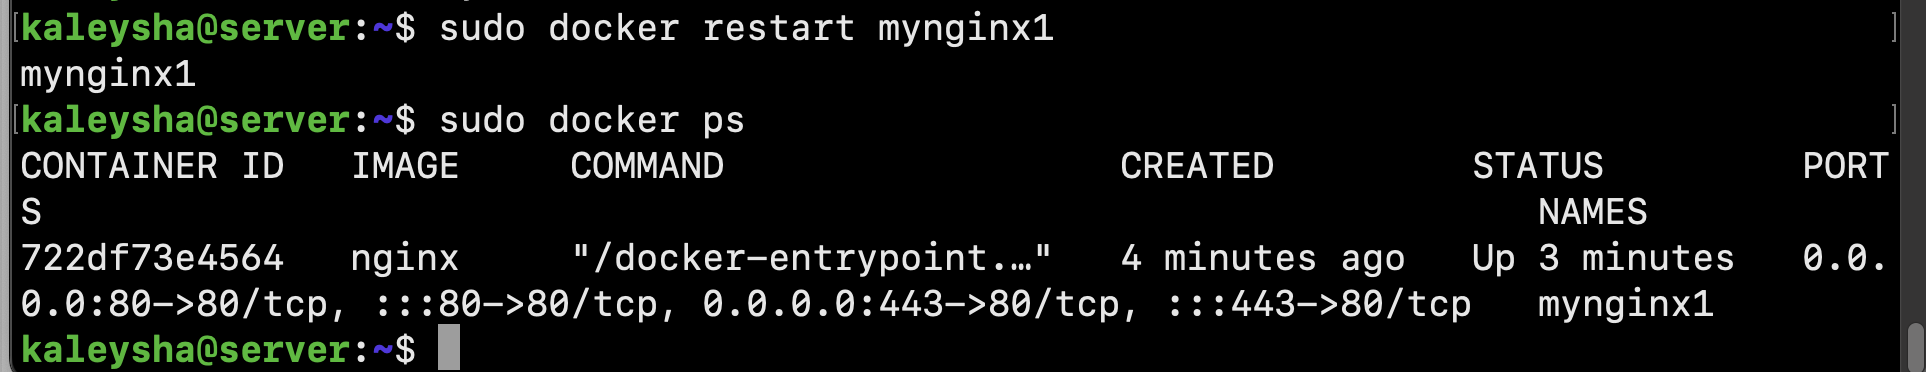 [kaleysha@server:~$ sudo docker restart mynginx1 ]
mynginx1
[kaleysha@server:~$ sudo docker ps ]
CONTAINER ID   IMAGE     COMMAND                  CREATED         STATUS         PORT
S                                                                     NAMES
722df73e4564   nginx     "/docker-entrypoint.…"   4 minutes ago   Up 3 minutes   0.0.
0.0:80->80/tcp, :::80->80/tcp, 0.0.0.0:443->80/tcp, :::443->80/tcp   mynginx1
kaleysha@server:~$